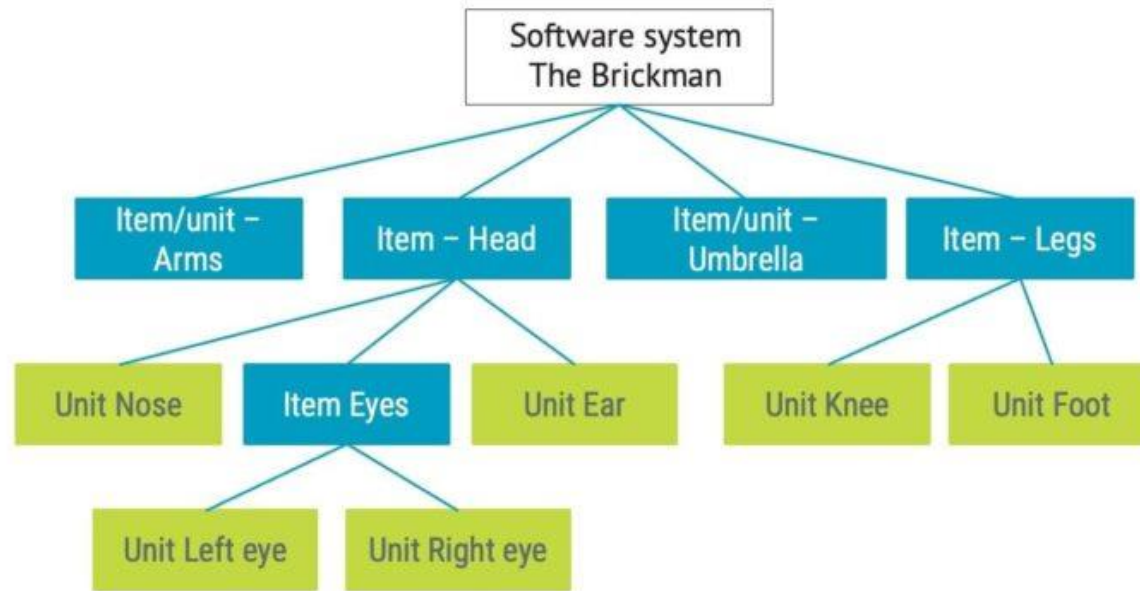 Software system
The Brickman
Item/unit –
Arms
Item – Head
Item/unit –
Umbrella
Item – Legs
Unit Nose
Item Eyes
Unit Ear
Unit Knee
Unit Foot
Unit Left eye
Unit Right eye